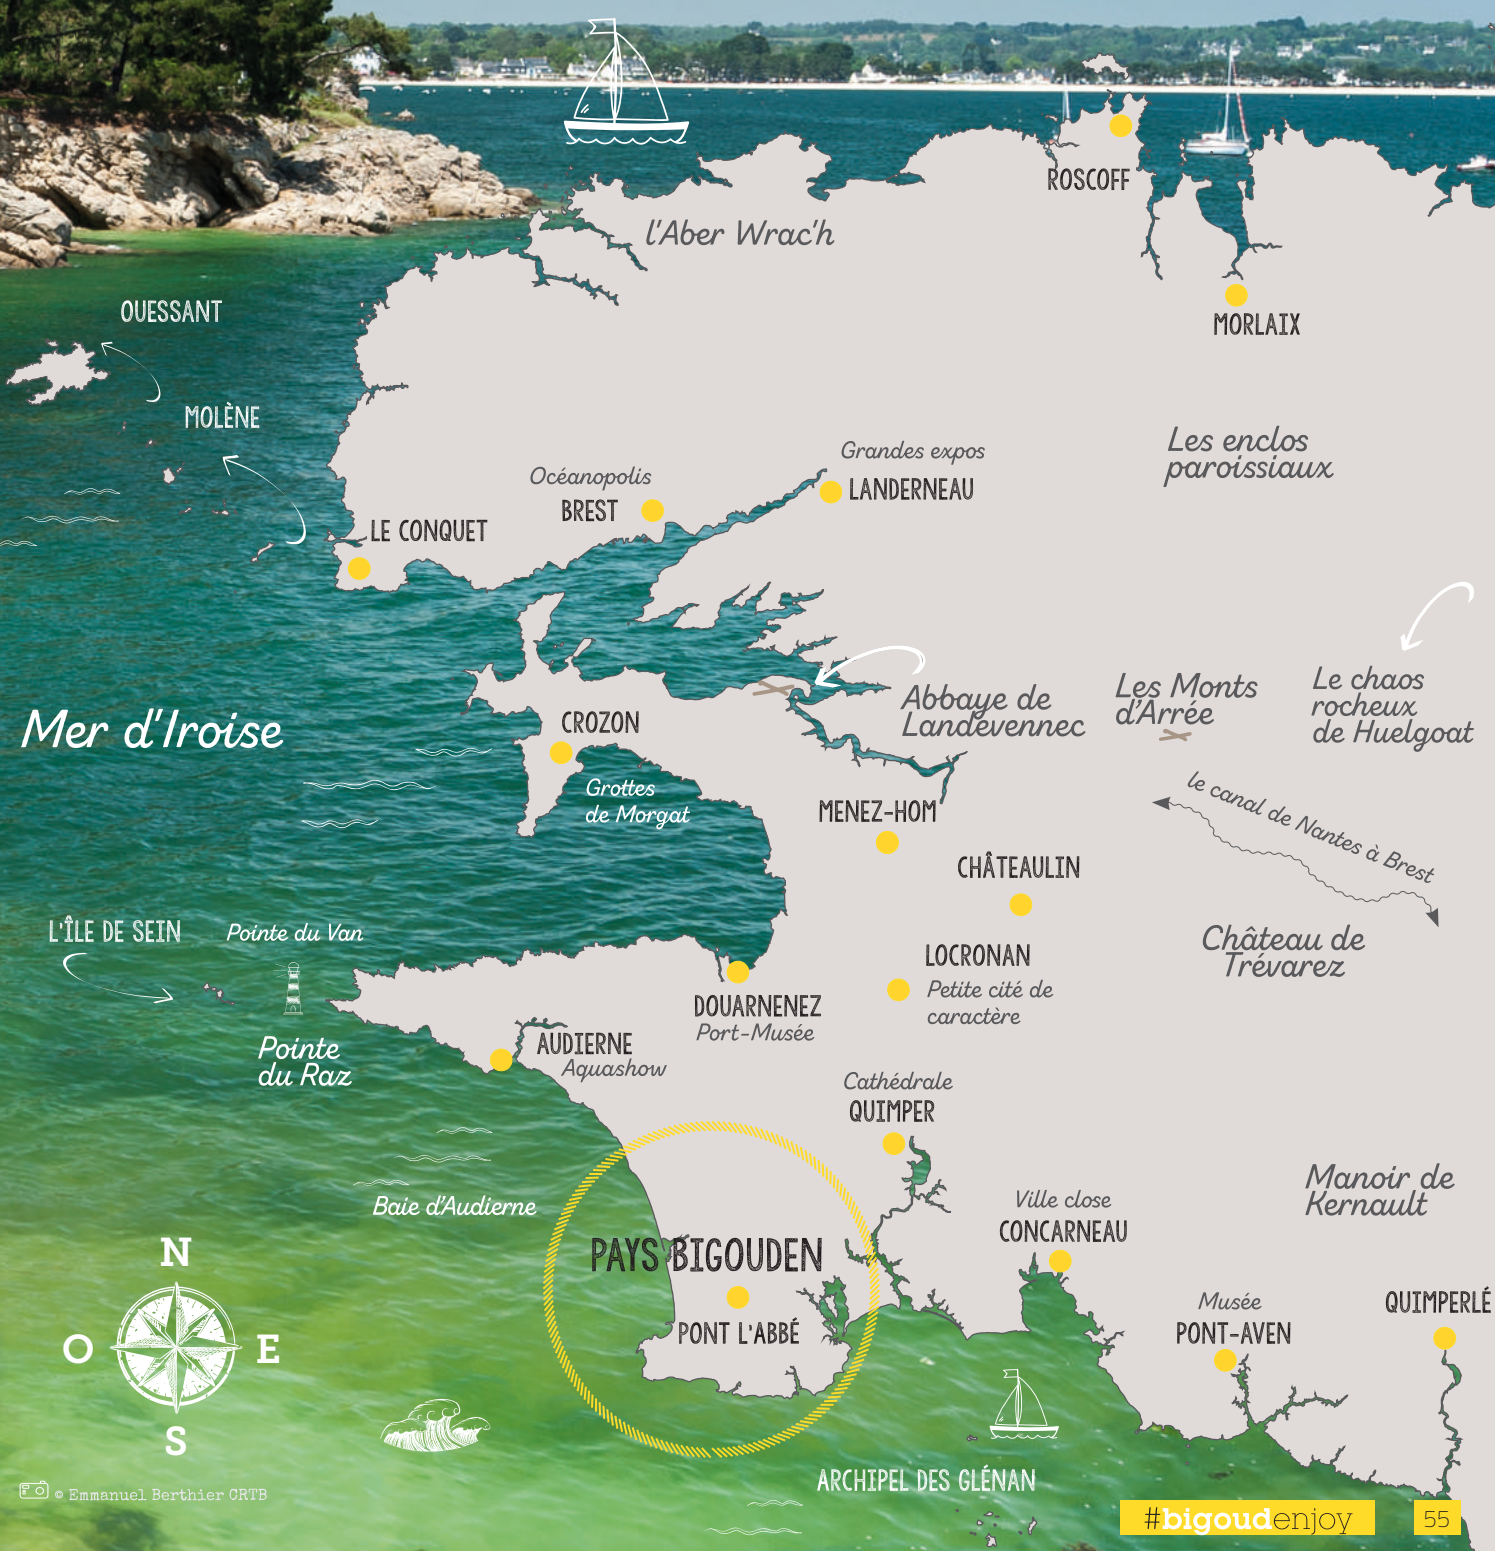 ROSCOFF
l'Aber Wrac'h
OUESSANT
MORLAIX
MOLÈNE
Les enclos
paroissiaux
Grandes expos
LANDERNEAU
Océanopolis
BREST
LE CONQUET
Abbaye de
Landévennec
Les Monts
d'Arrée
Le chaos
rocheux
de Huelgoat
Mer d'Iroise
CROZON
Grottes
de Morgat
MENEZ-HOM
le canal de Nantes à Brest
CHÂTEAULIN
L'ÎLE DE SEIN
Pointe du Van
Château de
Trévarez
LOCRONAN
Petite cité de
caractère
DOUARNENEZ
Port-Musée
Pointe
du Raz
AUDIERNE
Aquashow
Cathédrale
QUIMPER
Manoir de
Kernault
Baie d'Audierne
Ville close
CONCARNEAU
PAYS BIGOUDEN
PONT L'ABBÉ
Musée
PONT-AVEN
QUIMPERLÉ
N
O
E
S
ARCHIPEL DES GLÉNAN
© Emmanuel Berthier CRTB
#bigoudenjoy
55